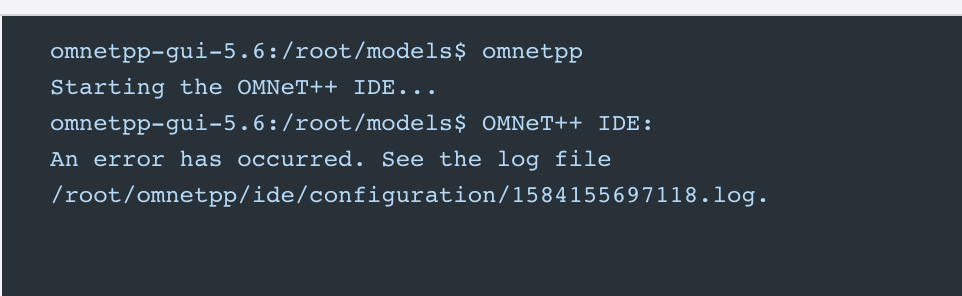 omnetpp-gui-5.6:/root/models$ omnetpp
Starting the OMNeT++ IDE...
omnetpp-gui-5.6:/root/models$ OMNeT++ IDE:
An error has occurred. See the log file
/root/omnetpp/ide/configuration/1584155697118.log.